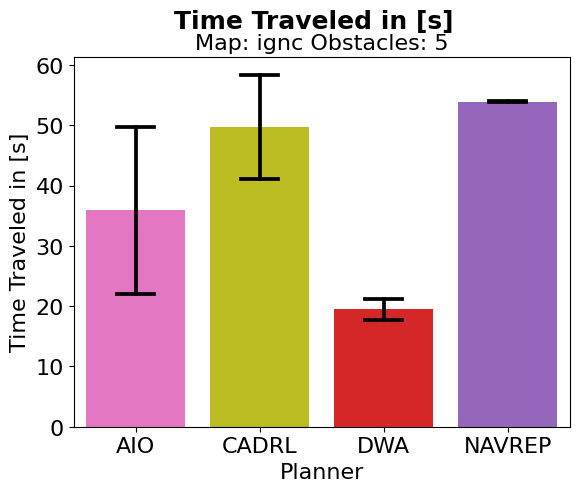 Time Traveled in [s]
Map: ignc Obstacles: 5
Time Traveled in [s]
60
50
40
30
20
10
0
AIO CADRL DWA NAVREP
Planner